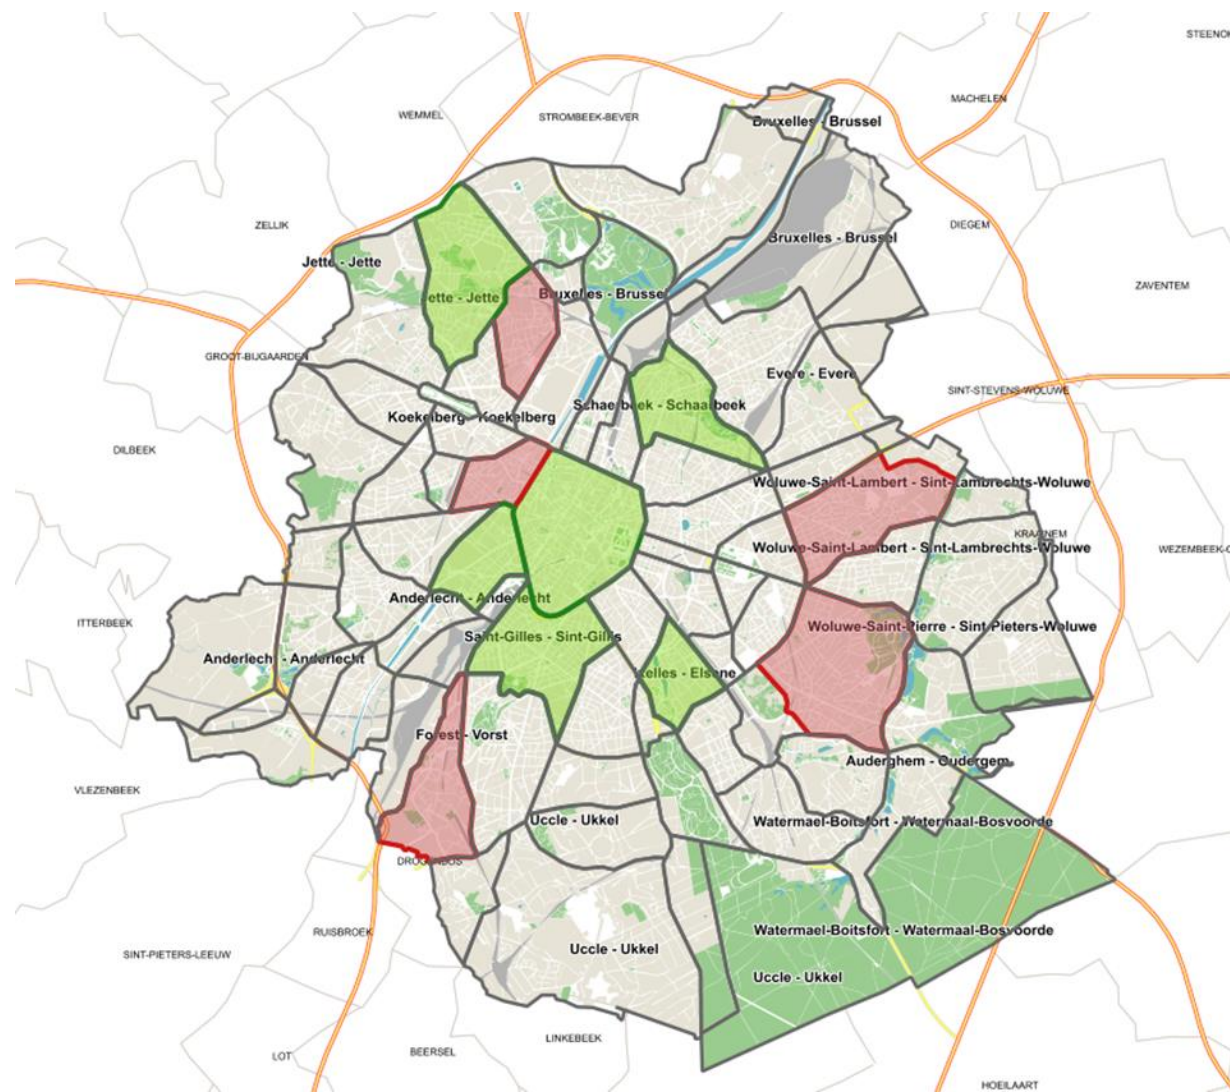 STEENOK
MACHELEN
WEMMEL
STROMBEEK-BEVER
Bruxelles - Brussel
ZELLIK
DIEGEM
Bruxelles - Brussel
Jette - Jette
ZAVENTEM
Jette - Jette
Bruxelles - Brussel
GROOT-BIJGAARDEN
Evere - Evere
SINT-STEVENS-WOLUWE
Schaerbeek - Schaarbeek
Koekelberg - Koekelberg
DILBEEK
Woluwe-Saint-Lambert - Sint-Lambrechts-Woluwe
KRAAINEM
Woluwe-Saint-Lambert - Sint-Lambrechts-Woluwe
WEZEMBEEK-O
Anderlecht - Anderlecht
ITTERBEEK
Woluwe-Saint-Pierre - Sint-Pieters-Woluwe
Saint-Gilles - Sint-Gillis
Anderlecht - Anderlecht
xelles - Elsene
Forest - Vorst
Auderghem - Oudergem
VLEZENBEEK
Uccle - Ukkel
Watermael-Boitsfort - Watermaal-Bosvoorde
DROGENBOS
RUISBROEK
Watermael-Boitsfort - Watermaal-Bosvoorde
SINT-PIETERS-LEEUW
Uccle - Ukkel
Uccle - Ukkel
LINKEBEEK
LOT
BEERSEL
HOEILAART